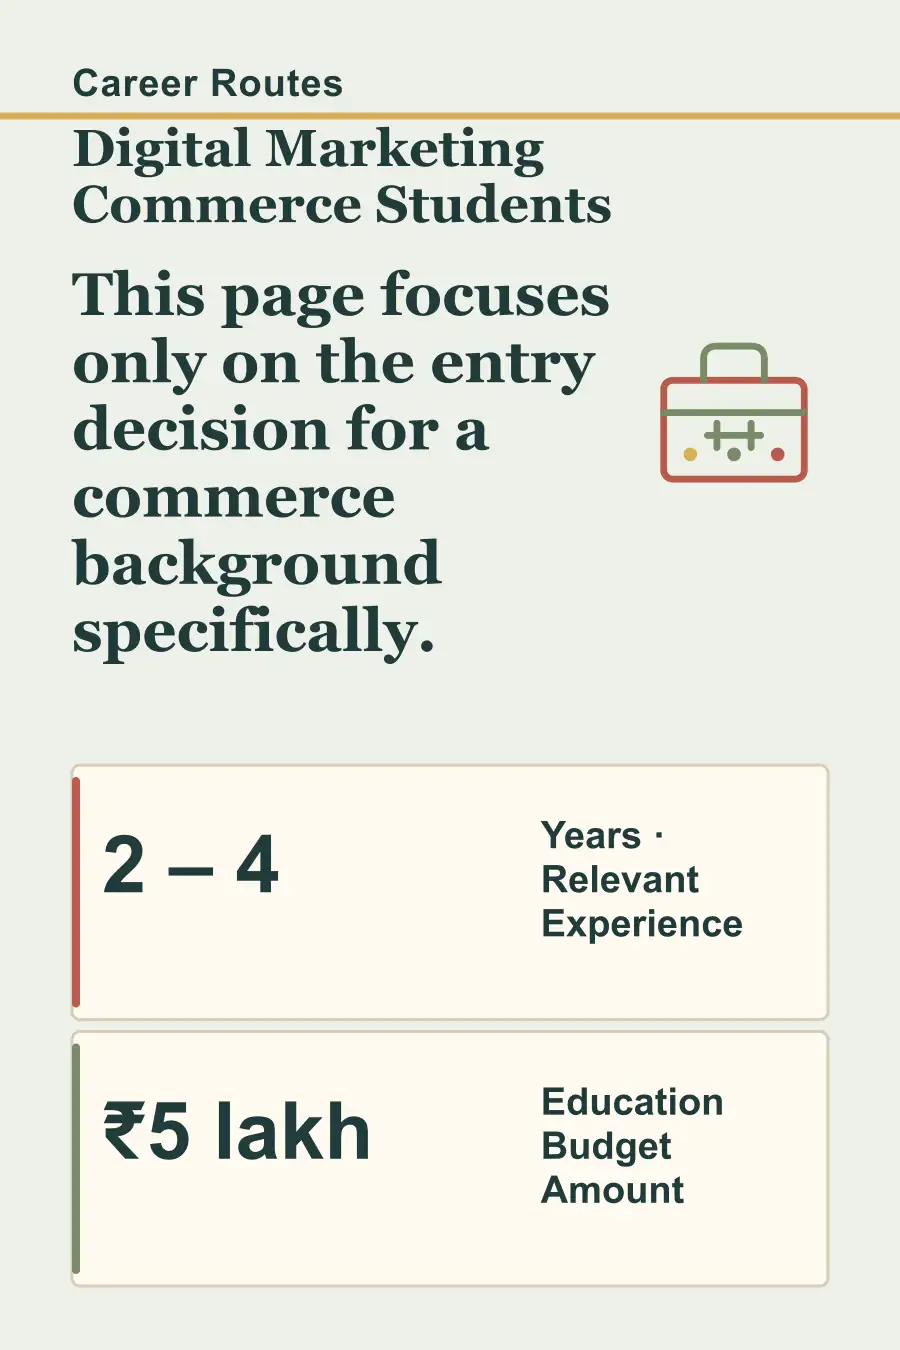 Career Routes
Digital Marketing
Commerce Students
This page focuses
only on the entry
decision for a
commerce
background
specifically.
2 – 4
Years ·
Relevant
Experience
₹5 lakh
Education
Budget
Amount